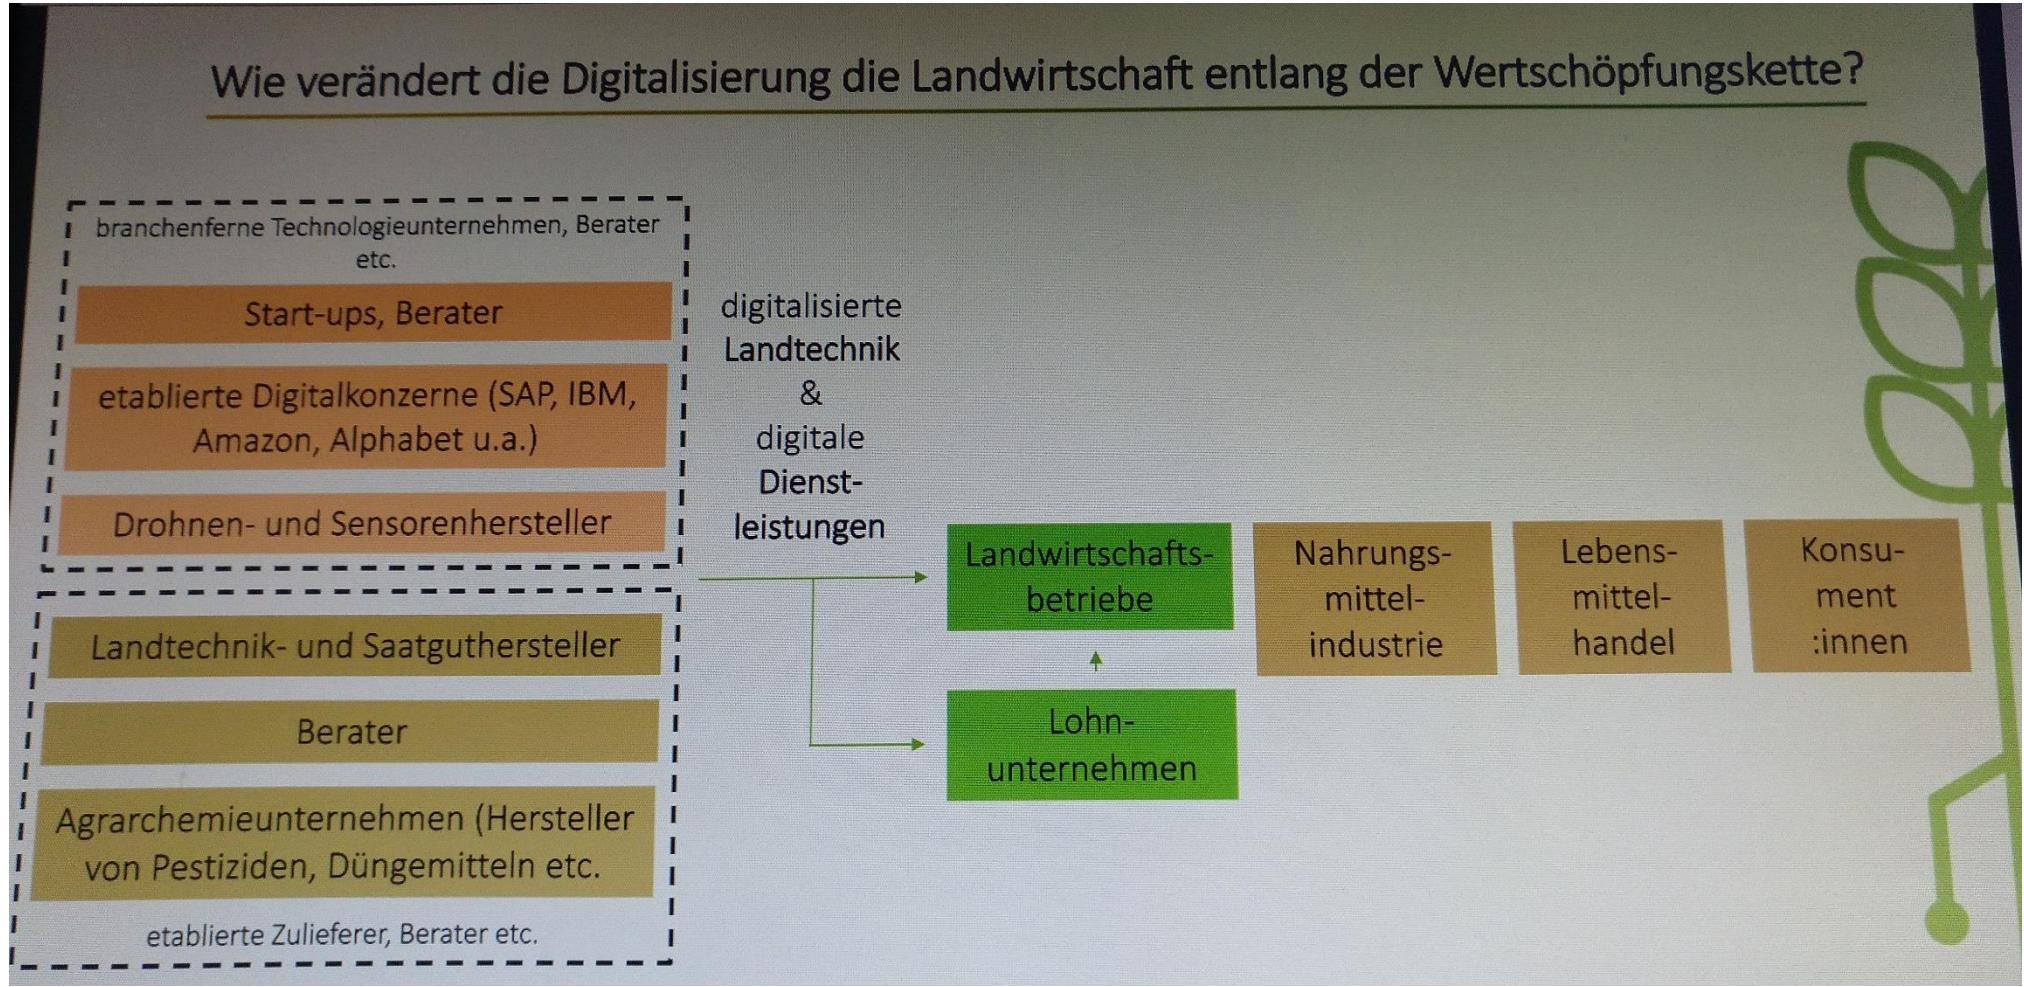 Wie verändert die Digitalisierung die Landwirtschaft entlang der Wertschöpfungskette?
branchenferne Technologieunternehmen, Berater
etc.
Start-ups, Berater
etablierte Digitalkonzerne (SAP, IBM,
Amazon, Alphabet u.a.)
Drohnen- und Sensorenhersteller
Landtechnik- und Saatguthersteller
Berater
Agrarchemieunternehmen (Hersteller
von Pestiziden, Düngemitteln etc.
etablierte Zulieferer, Berater etc.
digitalisierte
Landtechnik
&
digitale
Dienst-
leistungen
Landwirtschafts-
betriebe
Lohn-
unternehmen
Nahrungs-
mittel-
industrie
Lebens-
mittel-
handel
Konsu-
ment
:innen